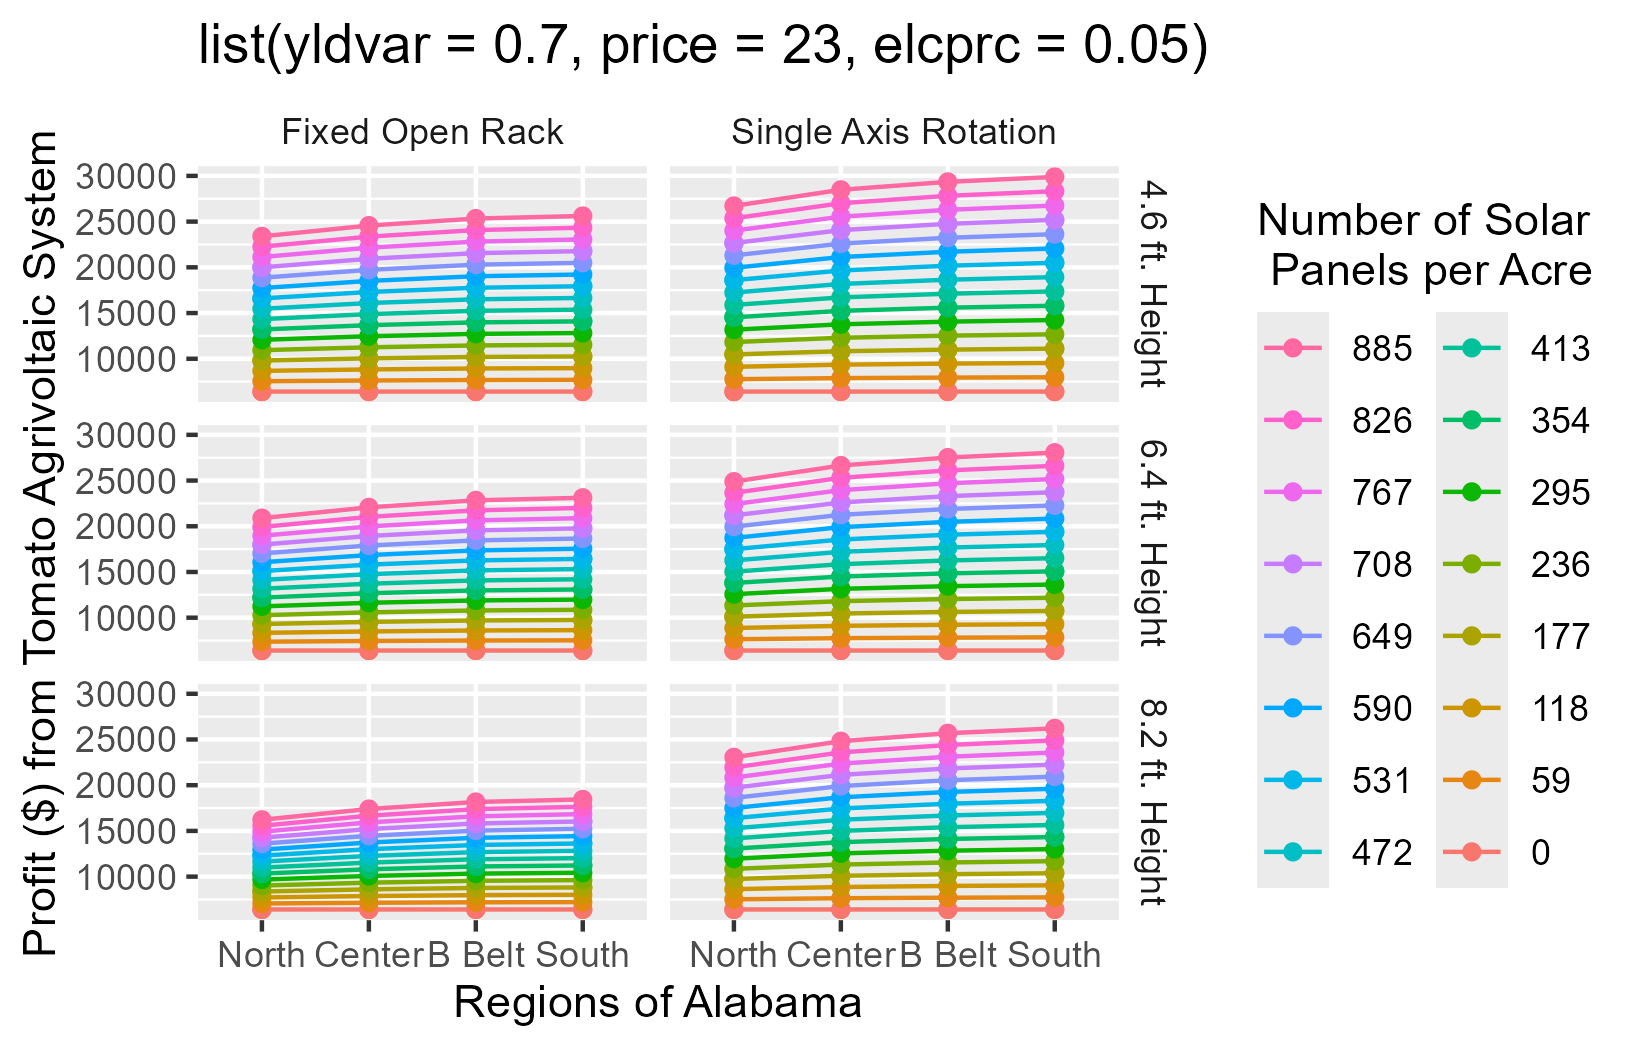 list(yldvar = 0.7, price = 23, elcprc = 0.05)
Fixed Open Rack
Single Axis Rotation
Profit ($) from Tomato Agrivoltaic System
30000
25000
20000
15000
10000
4.6 ft. Height
30000
25000
20000
15000
10000
6.4 ft. Height
30000
25000
20000
15000
10000
8.2 ft. Height
North Center B Belt South
North Center B Belt South
Regions of Alabama
Number of Solar
Panels per Acre
885
826
767
708
649
590
531
472
413
354
295
236
177
118
59
0